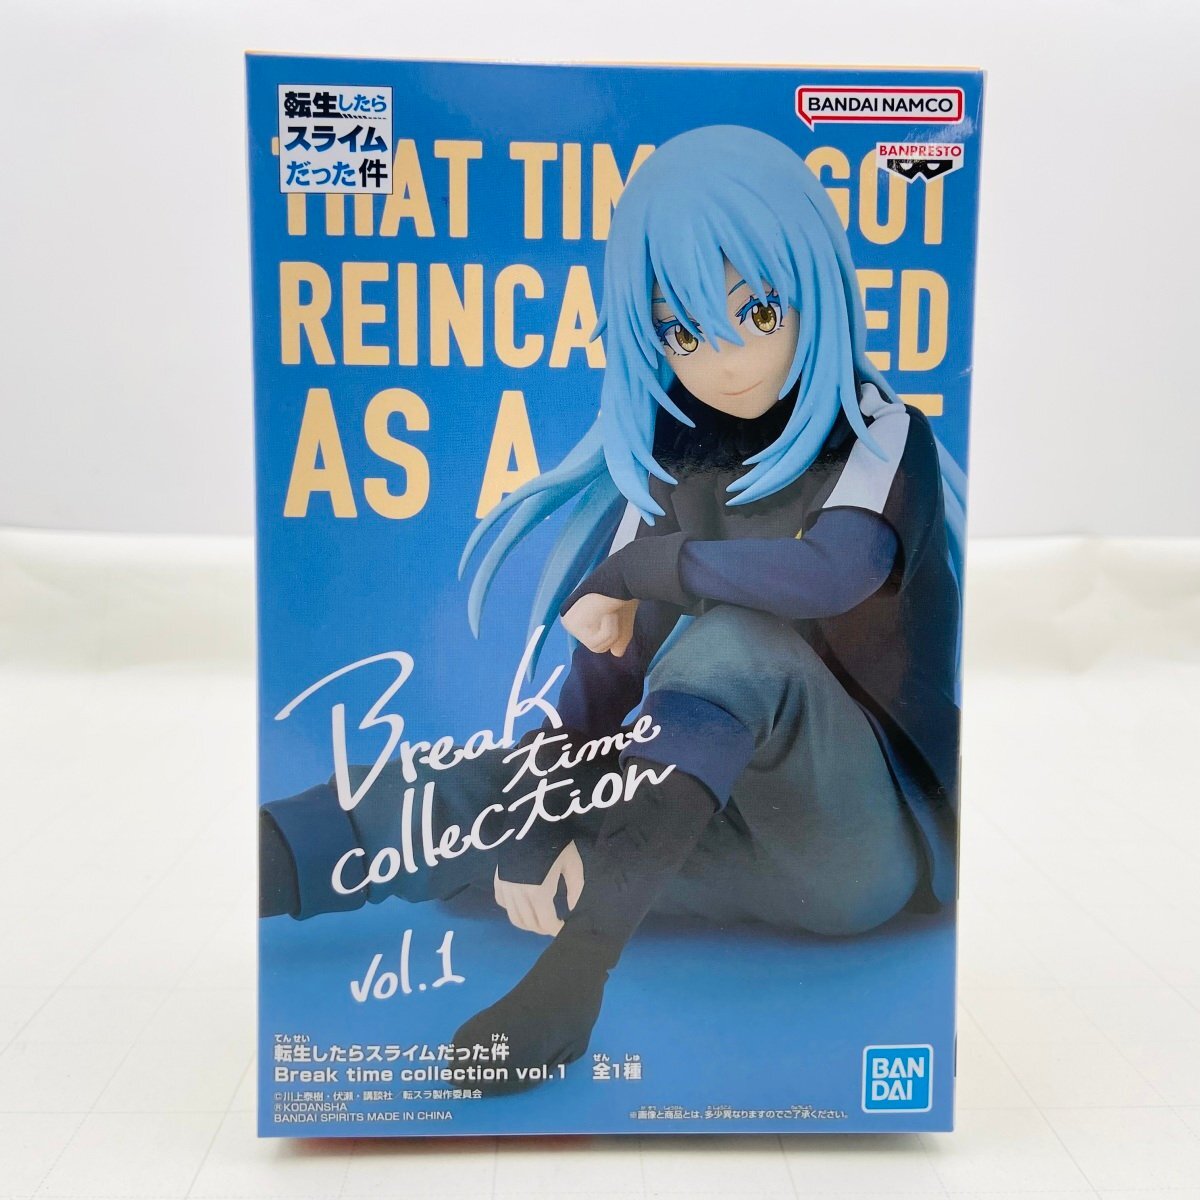 転生したら
スライム
だった件
BANDAI NAMCO
BANPRESTO
THAT TIM GOT
REINCA ED
AS A
Break
time
collection
vol.1
てんせい けん
転生したらスライムだった件
ぜん しゅ
Break time collection vol.1 全1種
©川上泰樹・伏瀬・講談社/転スラ製作委員会
®KODANSHA
BANDAI SPIRITS MADE IN CHINA
※画像と商品とは、多少異なりますのでご了承ください。
BAN
DAI